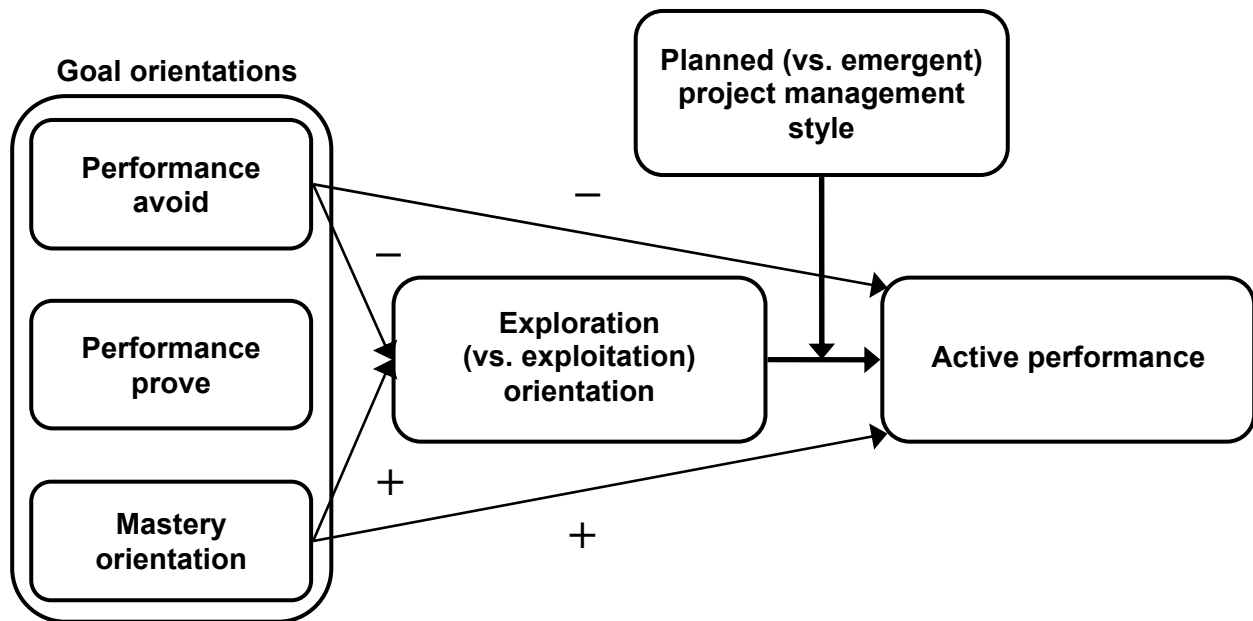 Goal orientations
Performance
avoid
Performance
prove
Mastery
orientation
−
−
+
+
Exploration
(vs. exploitation)
orientation
Planned (vs. emergent)
project management
style
Active performance